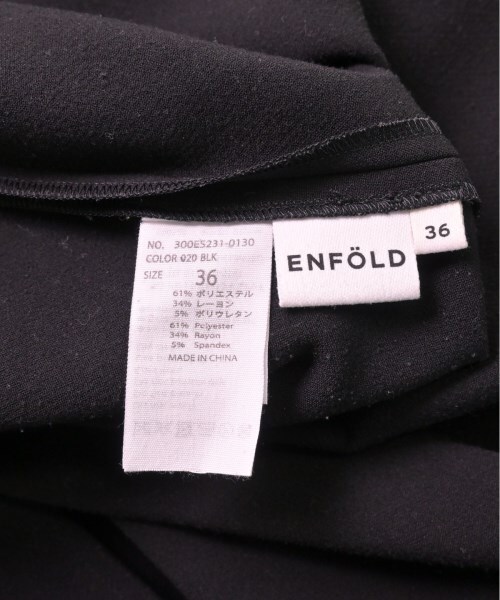 NO. 300ES231-0130
COLOR 020 BLK
SIZE 36
61% ポリエステル
34% レーヨン
5% ポリウレタン
61% Polyester
34% Rayon
5% Spandex
MADE IN CHINA
ENFÖLD
36